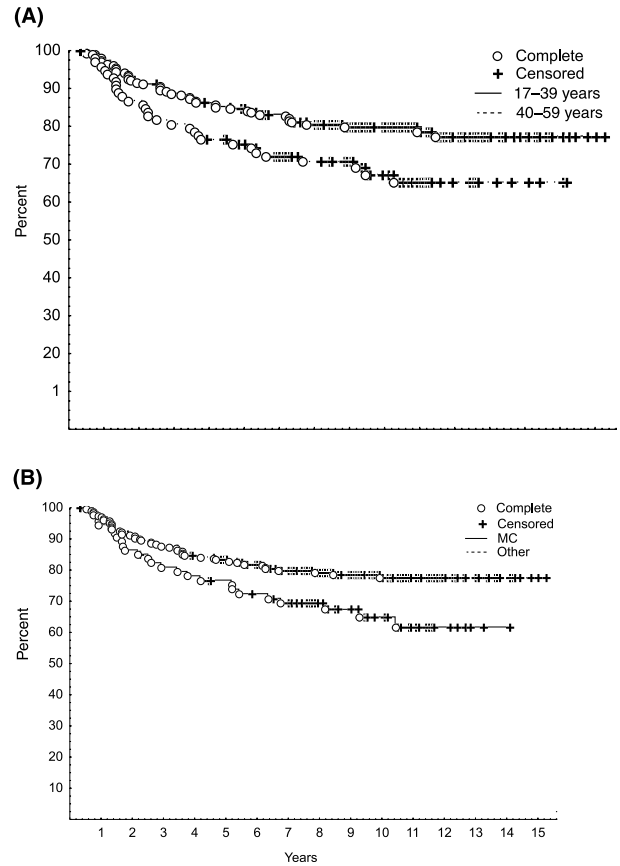 (A)
100
90
80
70
60
50
40
30
20
1
Percent
Complete
Censored
17–39 years
40–59 years
(B)
100
90
80
70
60
50
40
30
20
10
Percent
Complete
Censored
MC
Other
1 2 3 4 5 6 7 8 9 10 11 12 13 14 15
Years